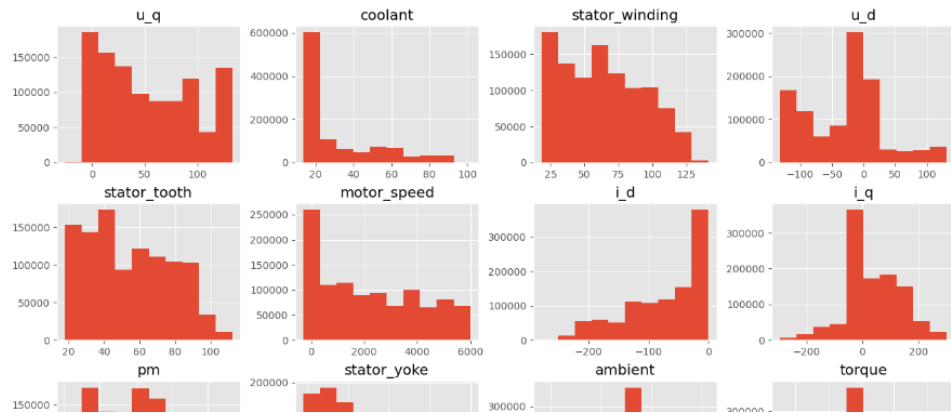 u_q coolant stator_winding u_d
150000 100000 50000 0
0 50 100
600000 400000 200000 0
20 40 60 80 100
150000 100000 50000 0
25 50 75 100 125
300000 200000 100000 0
−100 −50 0 50 100
stator_tooth motor_speed i_d i_q
150000 100000 50000 0
20 40 60 80 100
250000 200000 150000 100000 50000 0
0 2000 4000 6000
300000 200000 100000 0
−200 −100 0
300000 200000 100000 0
−200 0 200
pm stator_yoke ambient torque
150000
200000
300000
300000